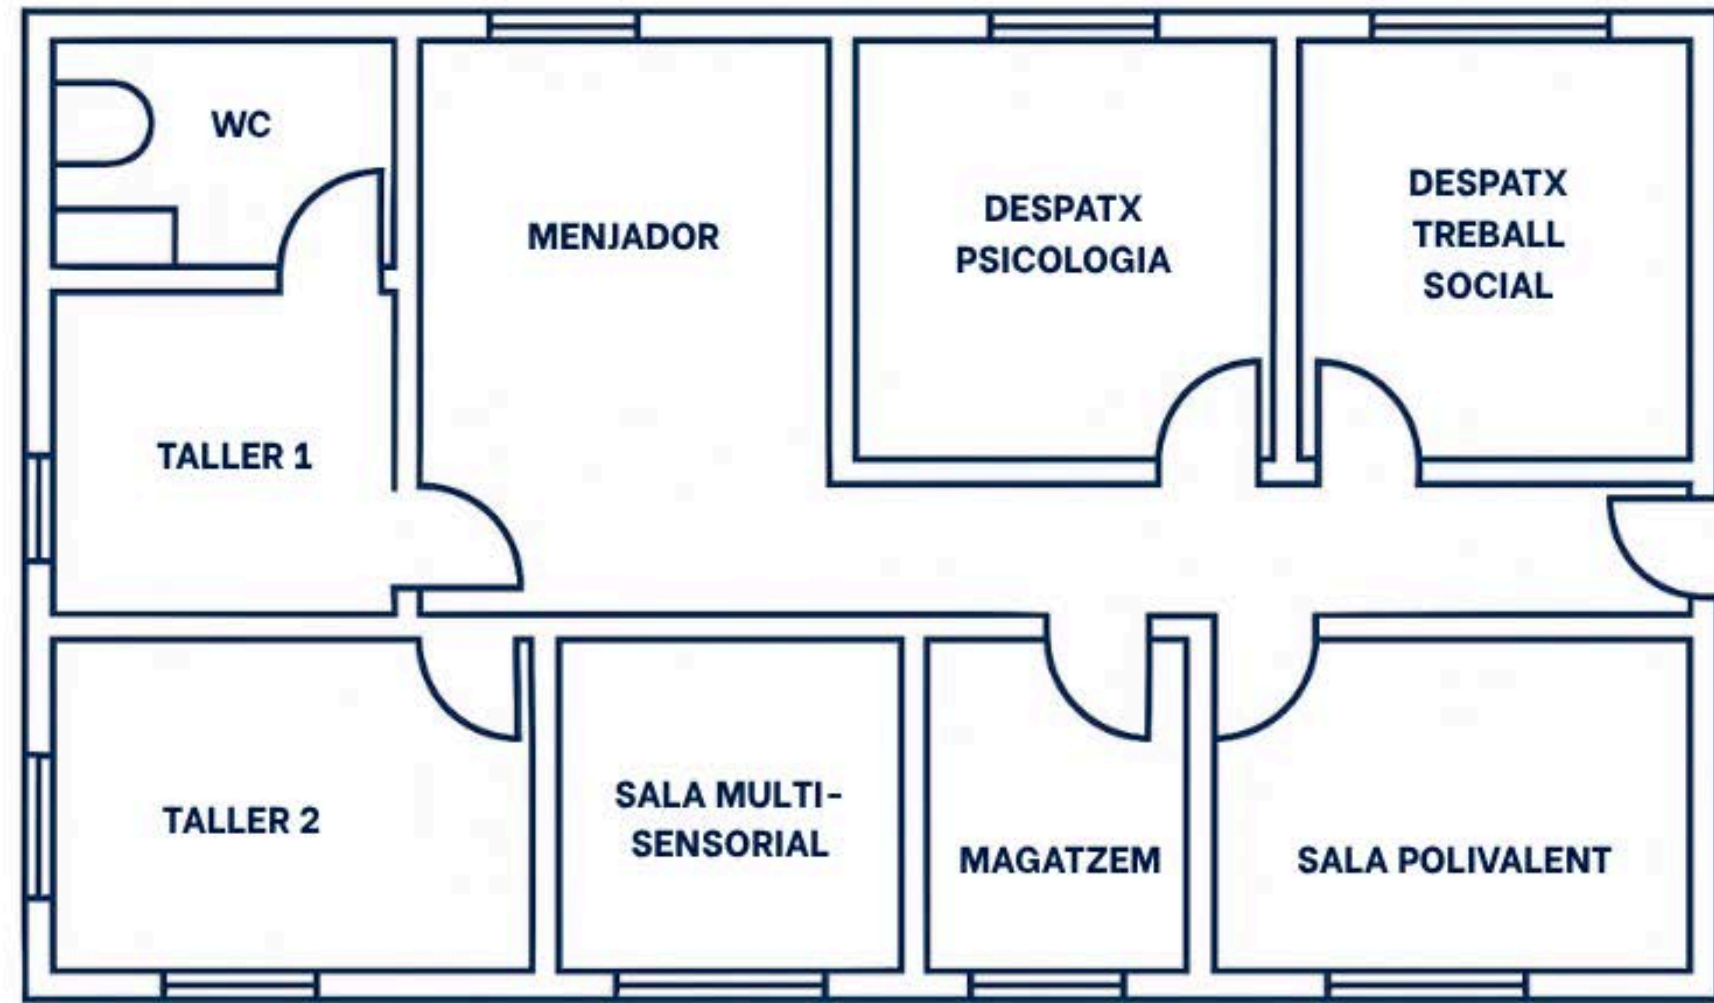 WC
MENJADOR
DESPATX
PSICOLOGIA
DESPATX
TREBALL
SOCIAL
TALLER 1
TALLER 2
SALA MULTI-
SENSORIAL
MAGATZEM
SALA POLIVALENT